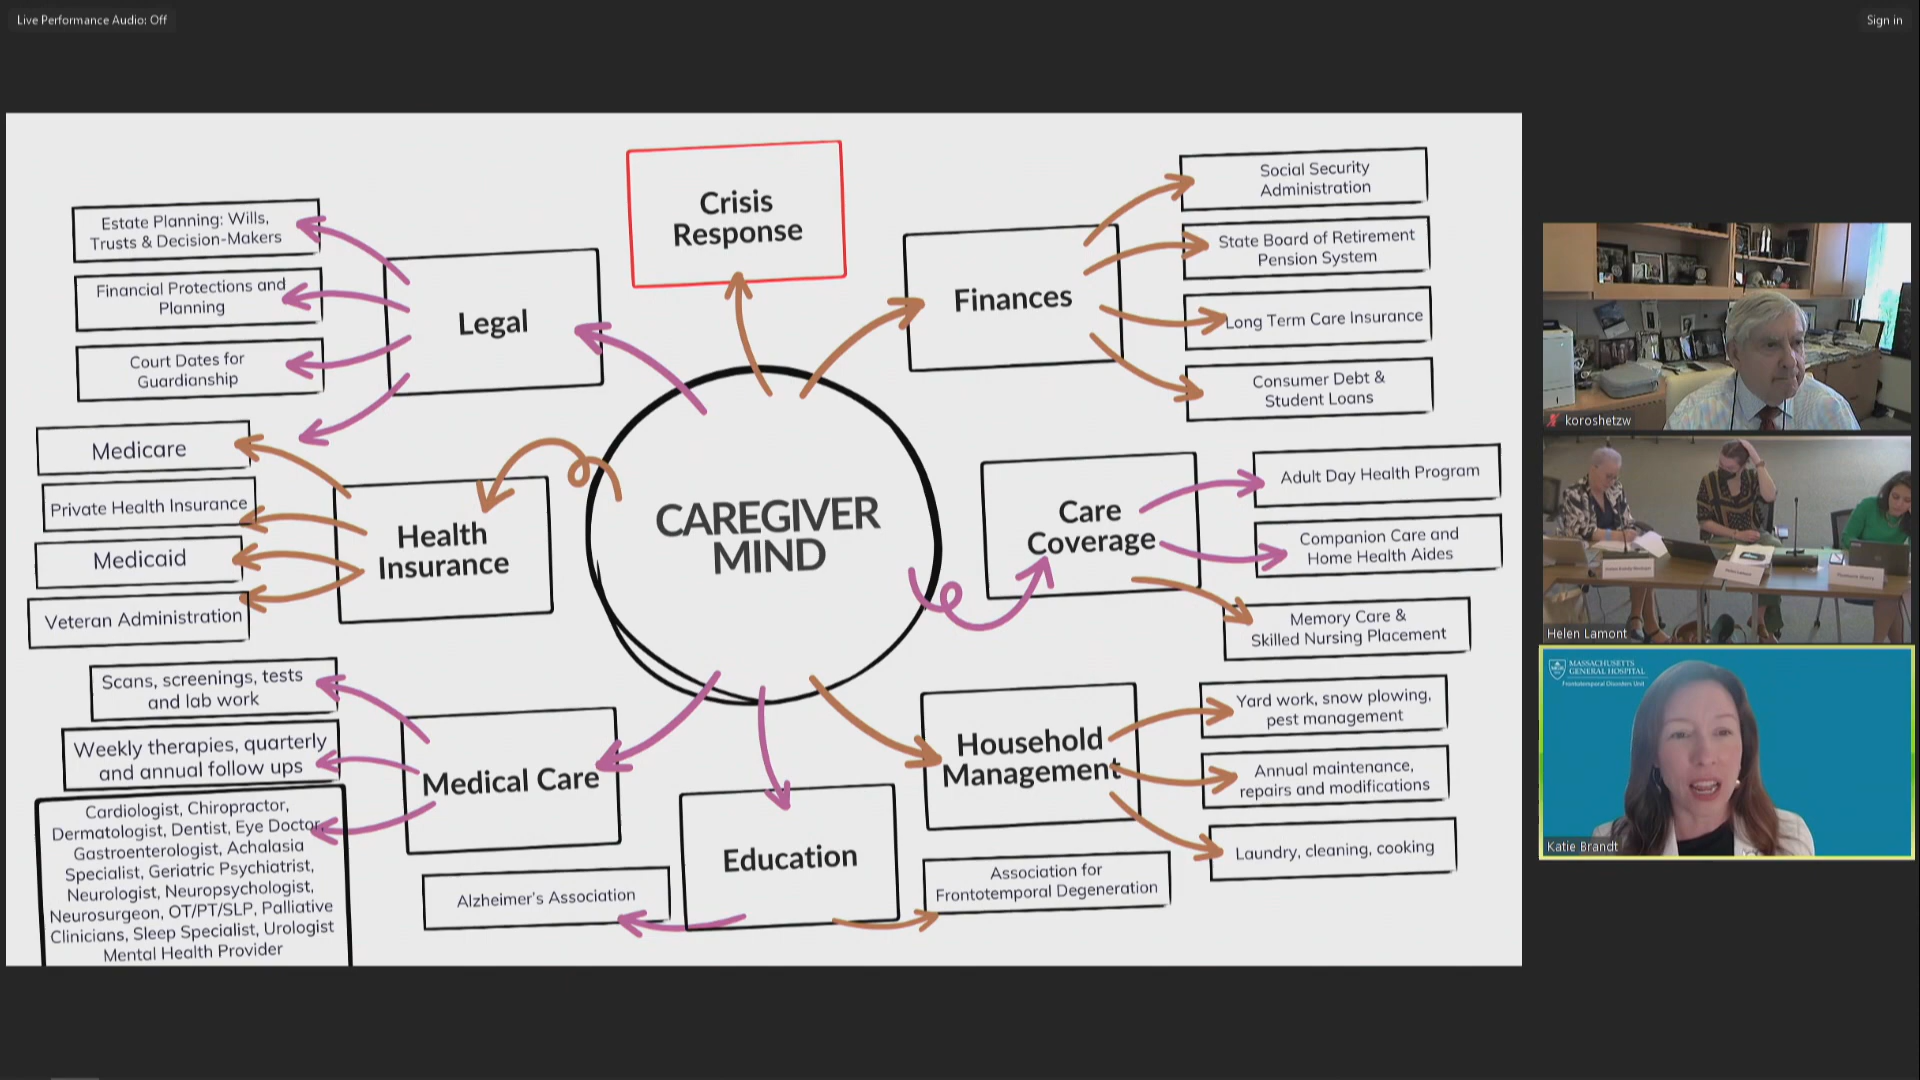 Live Performance Audio: Off
Sign in
Crisis
Response
Estate Planning: Wills,
Trusts & Decision-Makers
Financial Protections and
Planning
Court Dates for
Guardianship
Legal
Finances
Social Security
Administration
State Board of Retirement
Pension System
Long Term Care Insurance
Consumer Debt &
Student Loans
Medicare
Private Health Insurance
Medicaid
Veteran Administration
Health
Insurance
CAREGIVER
MIND
Care
Coverage
Adult Day Health Program
Companion Care and
Home Health Aides
Memory Care &
Skilled Nursing Placement
Scans, screenings, tests
and lab work
Weekly therapies, quarterly
and annual follow ups
Cardiologist, Chiropractor,
Dermatologist, Dentist, Eye Doctor,
Gastroenterologist, Achalasia
Specialist, Geriatric Psychiatrist,
Neurologist, Neuropsychologist,
Neurosurgeon, OT/PT/SLP, Palliative
Clinicians, Sleep Specialist, Urologist
Mental Health Provider
Medical Care
Education
Alzheimer's Association
Association for
Frontotemporal Degeneration
Household
Management
Yard work, snow plowing,
pest management
Annual maintenance,
repairs and modifications
Laundry, cleaning, cooking
koroshetzw
Helen Lamont
MASSACHUSETTS
GENERAL HOSPITAL
Frontotemporal Disorders Unit
Katie Brandt